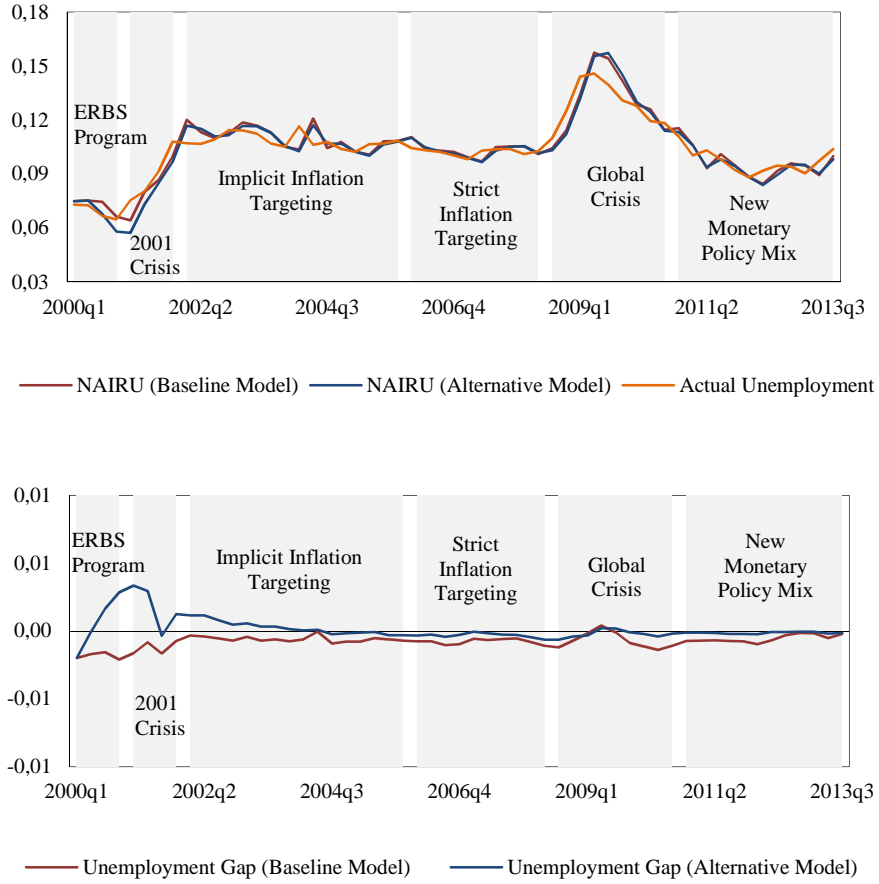 0,18
0,15
0,12
0,09
0,06
0,03
ERBS
Program
2001
Crisis
Implicit Inflation
Targeting
Strict
Inflation
Targeting
Global
Crisis
New
Monetary
Policy Mix
2000q1 2002q2 2004q3 2006q4 2009q1 2011q2 2013q3
NAIRU (Baseline Model) NAIRU (Alternative Model) Actual Unemployment
0,01
0,01
0,00
-0,01
-0,01
ERBS
Program
2001
Crisis
Implicit Inflation
Targeting
Strict
Inflation
Targeting
Global
Crisis
New
Monetary
Policy Mix
2000q1 2002q2 2004q3 2006q4 2009q1 2011q2 2013q3
Unemployment Gap (Baseline Model) Unemployment Gap (Alternative Model)